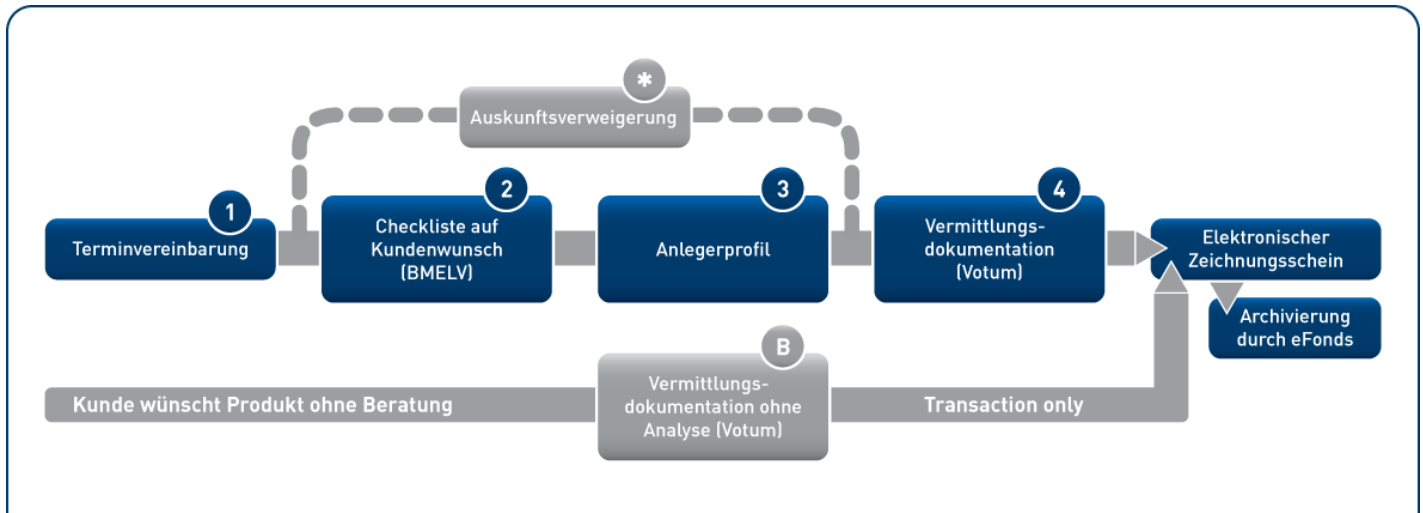 *
Auskunftsverweigerung
1
Terminvereinbarung
2
Checkliste auf
Kundenwunsch
(BMELV)
3
Anlegerprofil
4
Vermittlungs-
dokumentation
(Votum)
Elektronischer
Zeichnungsschein
Archivierung
durch eFonds
Kunde wünscht Produkt ohne Beratung
B
Vermittlungs-
dokumentation ohne
Analyse (Votum)
Transaction only